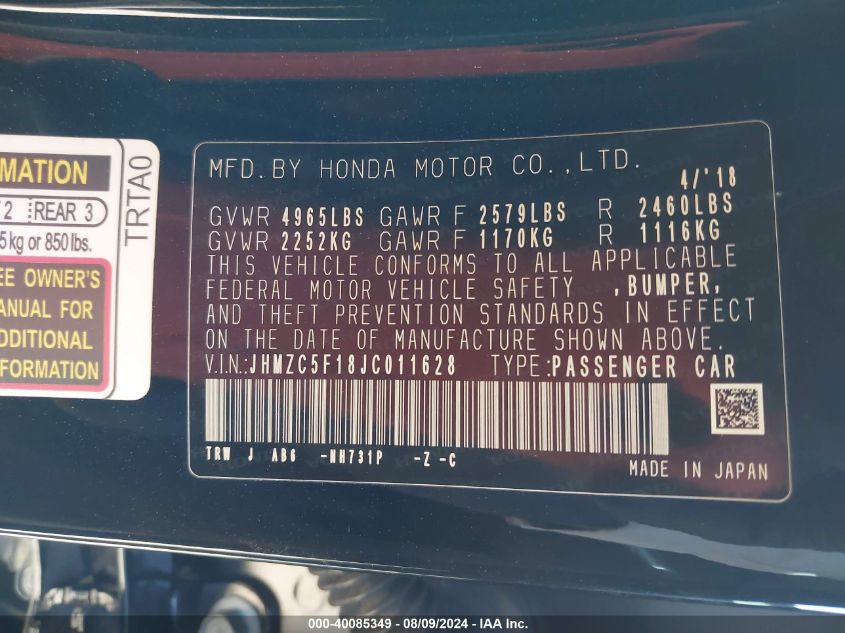 MATION
2 REAR 3
5 kg or 850 lbs.
EE OWNER'S
ANUAL FOR
DDITIONAL
FORMATION
TRTA0
MFD. BY HONDA MOTOR CO., LTD.
4/'18
GVWR 4965LBS GAWR F 2579LBS R 2460LBS
GVWR 2252KG GAWR F 1170KG R 1116KG
THIS VEHICLE CONFORMS TO ALL APPLICABLE
FEDERAL MOTOR VEHICLE SAFETY ,BUMPER,
AND THEFT PREVENTION STANDARDS IN EFFECT
ON THE DATE OF MANUFACTURE SHOWN ABOVE.
V.I.N.:JHMZC5F18JC011628 TYPE:PASSENGER CAR
TRW J AB6 -NH731P -Z -C
MADE IN JAPAN
000-40085349 - 08/09/2024 - IAA Inc.